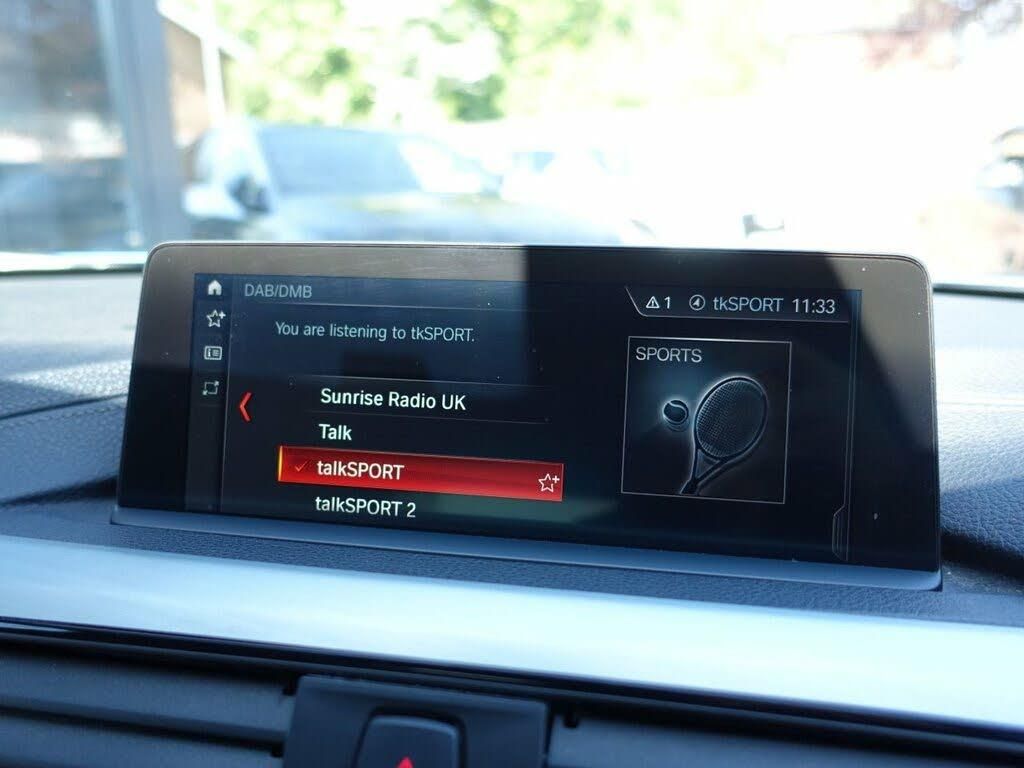 DAB/DMB
1 tkSPORT 11:33
You are listening to tkSPORT.
SPORTS
Sunrise Radio UK
Talk
talkSPORT
talkSPORT 2